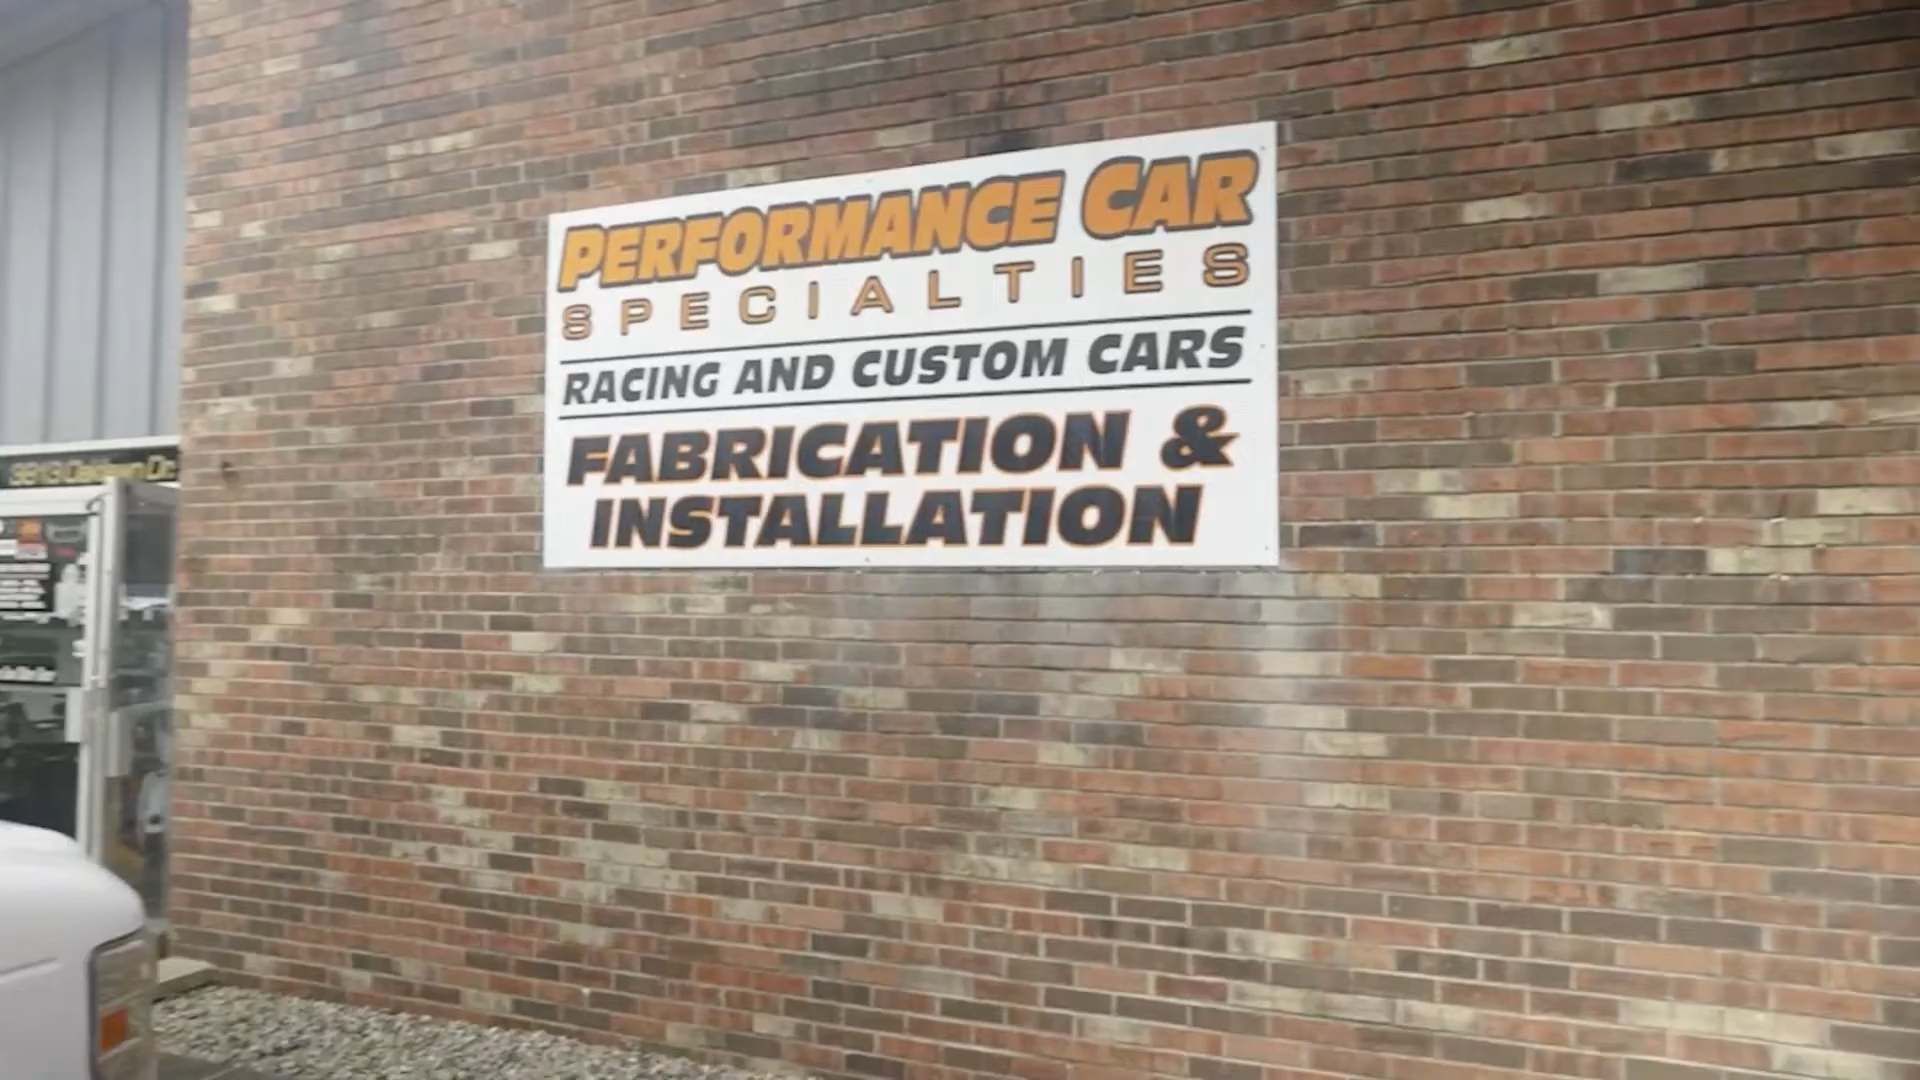 PERFORMANCE CAR
SPECIALTIES
RACING AND CUSTOM CARS
FABRICATION &
INSTALLATION